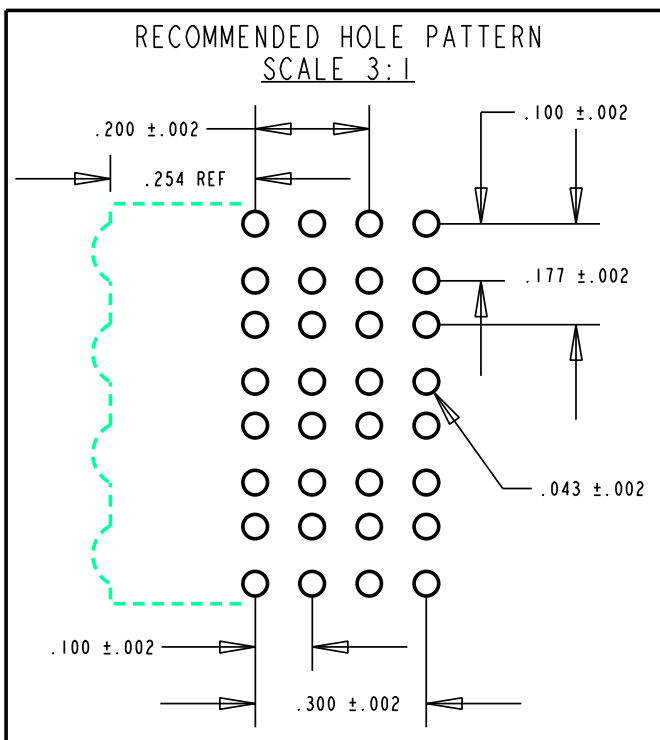 RECOMMENDED HOLE PATTERN
SCALE 3:1
.200 ±.002
.100 ±.002
.254 REF
.177 ±.002
.043 ±.002
.100 ±.002
.300 ±.002